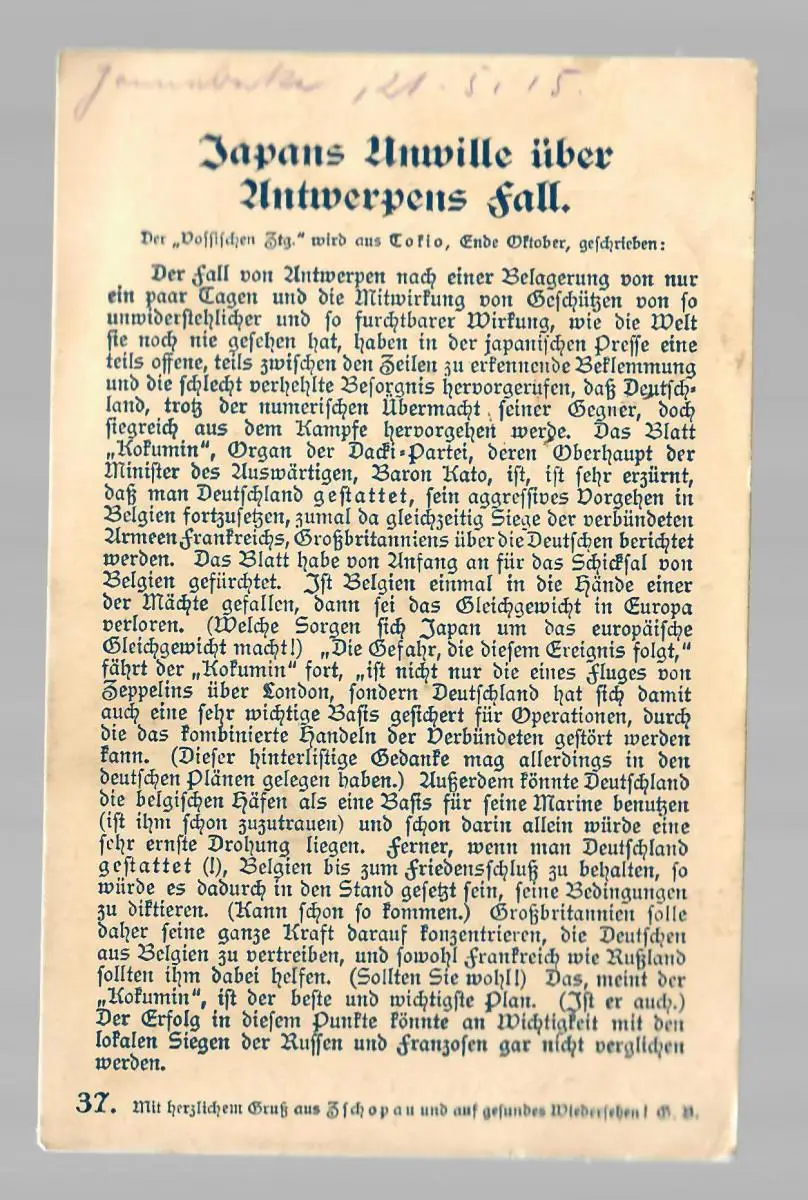 21. 5. 15.
Japans Unwille über
Antwerpens Fall.
Der „Vossischen Ztg.“ wird aus Tokio, Ende Oktober, geschrieben:
Der Fall von Antwerpen nach einer Belagerung von nur
ein paar Tagen und die Mitwirkung von Geschützen von so
unwiderstehlicher und so furchtbarer Wirkung, wie die Welt
sie noch nie gesehen hat, haben in der japanischen Presse eine
teils offene, teils zwischen den Zeilen zu erkennende Beklemmung
und die schlecht verhehlte Besorgnis hervorgerufen, daß Deutsch-
land, trotz der numerischen Übermacht seiner Gegner, doch
siegreich aus dem Kampfe hervorgehen werde. Das Blatt
„Kokumin“, Organ der Dacki-Partei, deren Oberhaupt der
Minister des Auswärtigen, Baron Kato, ist, ist sehr erzürnt,
daß man Deutschland gestattet, sein aggressives Vorgehen in
Belgien fortzusetzen, zumal da gleichzeitig Siege der verbündeten
Armeen Frankreichs, Großbritanniens über die Deutschen berichtet
werden. Das Blatt habe von Anfang an für das Schicksal von
Belgien gefürchtet. Ist Belgien einmal in die Hände einer
der Mächte gefallen, dann sei das Gleichgewicht in Europa
verloren. (Welche Sorgen sich Japan um das europäische
Gleichgewicht macht!) „Die Gefahr, die diesem Ereignis folgt,“
fährt der „Kokumin“ fort, „ist nicht nur die eines Fluges von
Zeppelins über London, sondern Deutschland hat sich damit
auch eine sehr wichtige Basis gesichert für Operationen, durch
die das kombinierte Handeln der Verbündeten gestört werden
kann. (Dieser hinterlistige Gedanke mag allerdings in den
deutschen Plänen gelegen haben.) Außerdem könnte Deutschland
die belgischen Häfen als eine Basis für seine Marine benutzen
(ist ihm schon zuzutrauen) und schon darin allein würde eine
sehr ernste Drohung liegen. Ferner, wenn man Deutschland
gestattet (!), Belgien bis zum Friedensschluß zu behalten, so
würde es dadurch in den Stand gesetzt sein, seine Bedingungen
zu diktieren. (Kann schon so kommen.) Großbritannien solle
daher seine ganze Kraft darauf konzentrieren, die Deutschen
aus Belgien zu vertreiben, und sowohl Frankreich wie Rußland
sollten ihm dabei helfen. (Sollten Sie wohl!) Das, meint der
„Kokumin“, ist der beste und wichtigste Plan. (Ist er auch.)
Der Erfolg in diesem Punkte könnte an Wichtigkeit mit den
lokalen Siegen der Russen und Franzosen gar nicht verglichen
werden.
37. Mit herzlichem Gruß aus Zschopau und auf gesundes Wiedersehen! G. B.